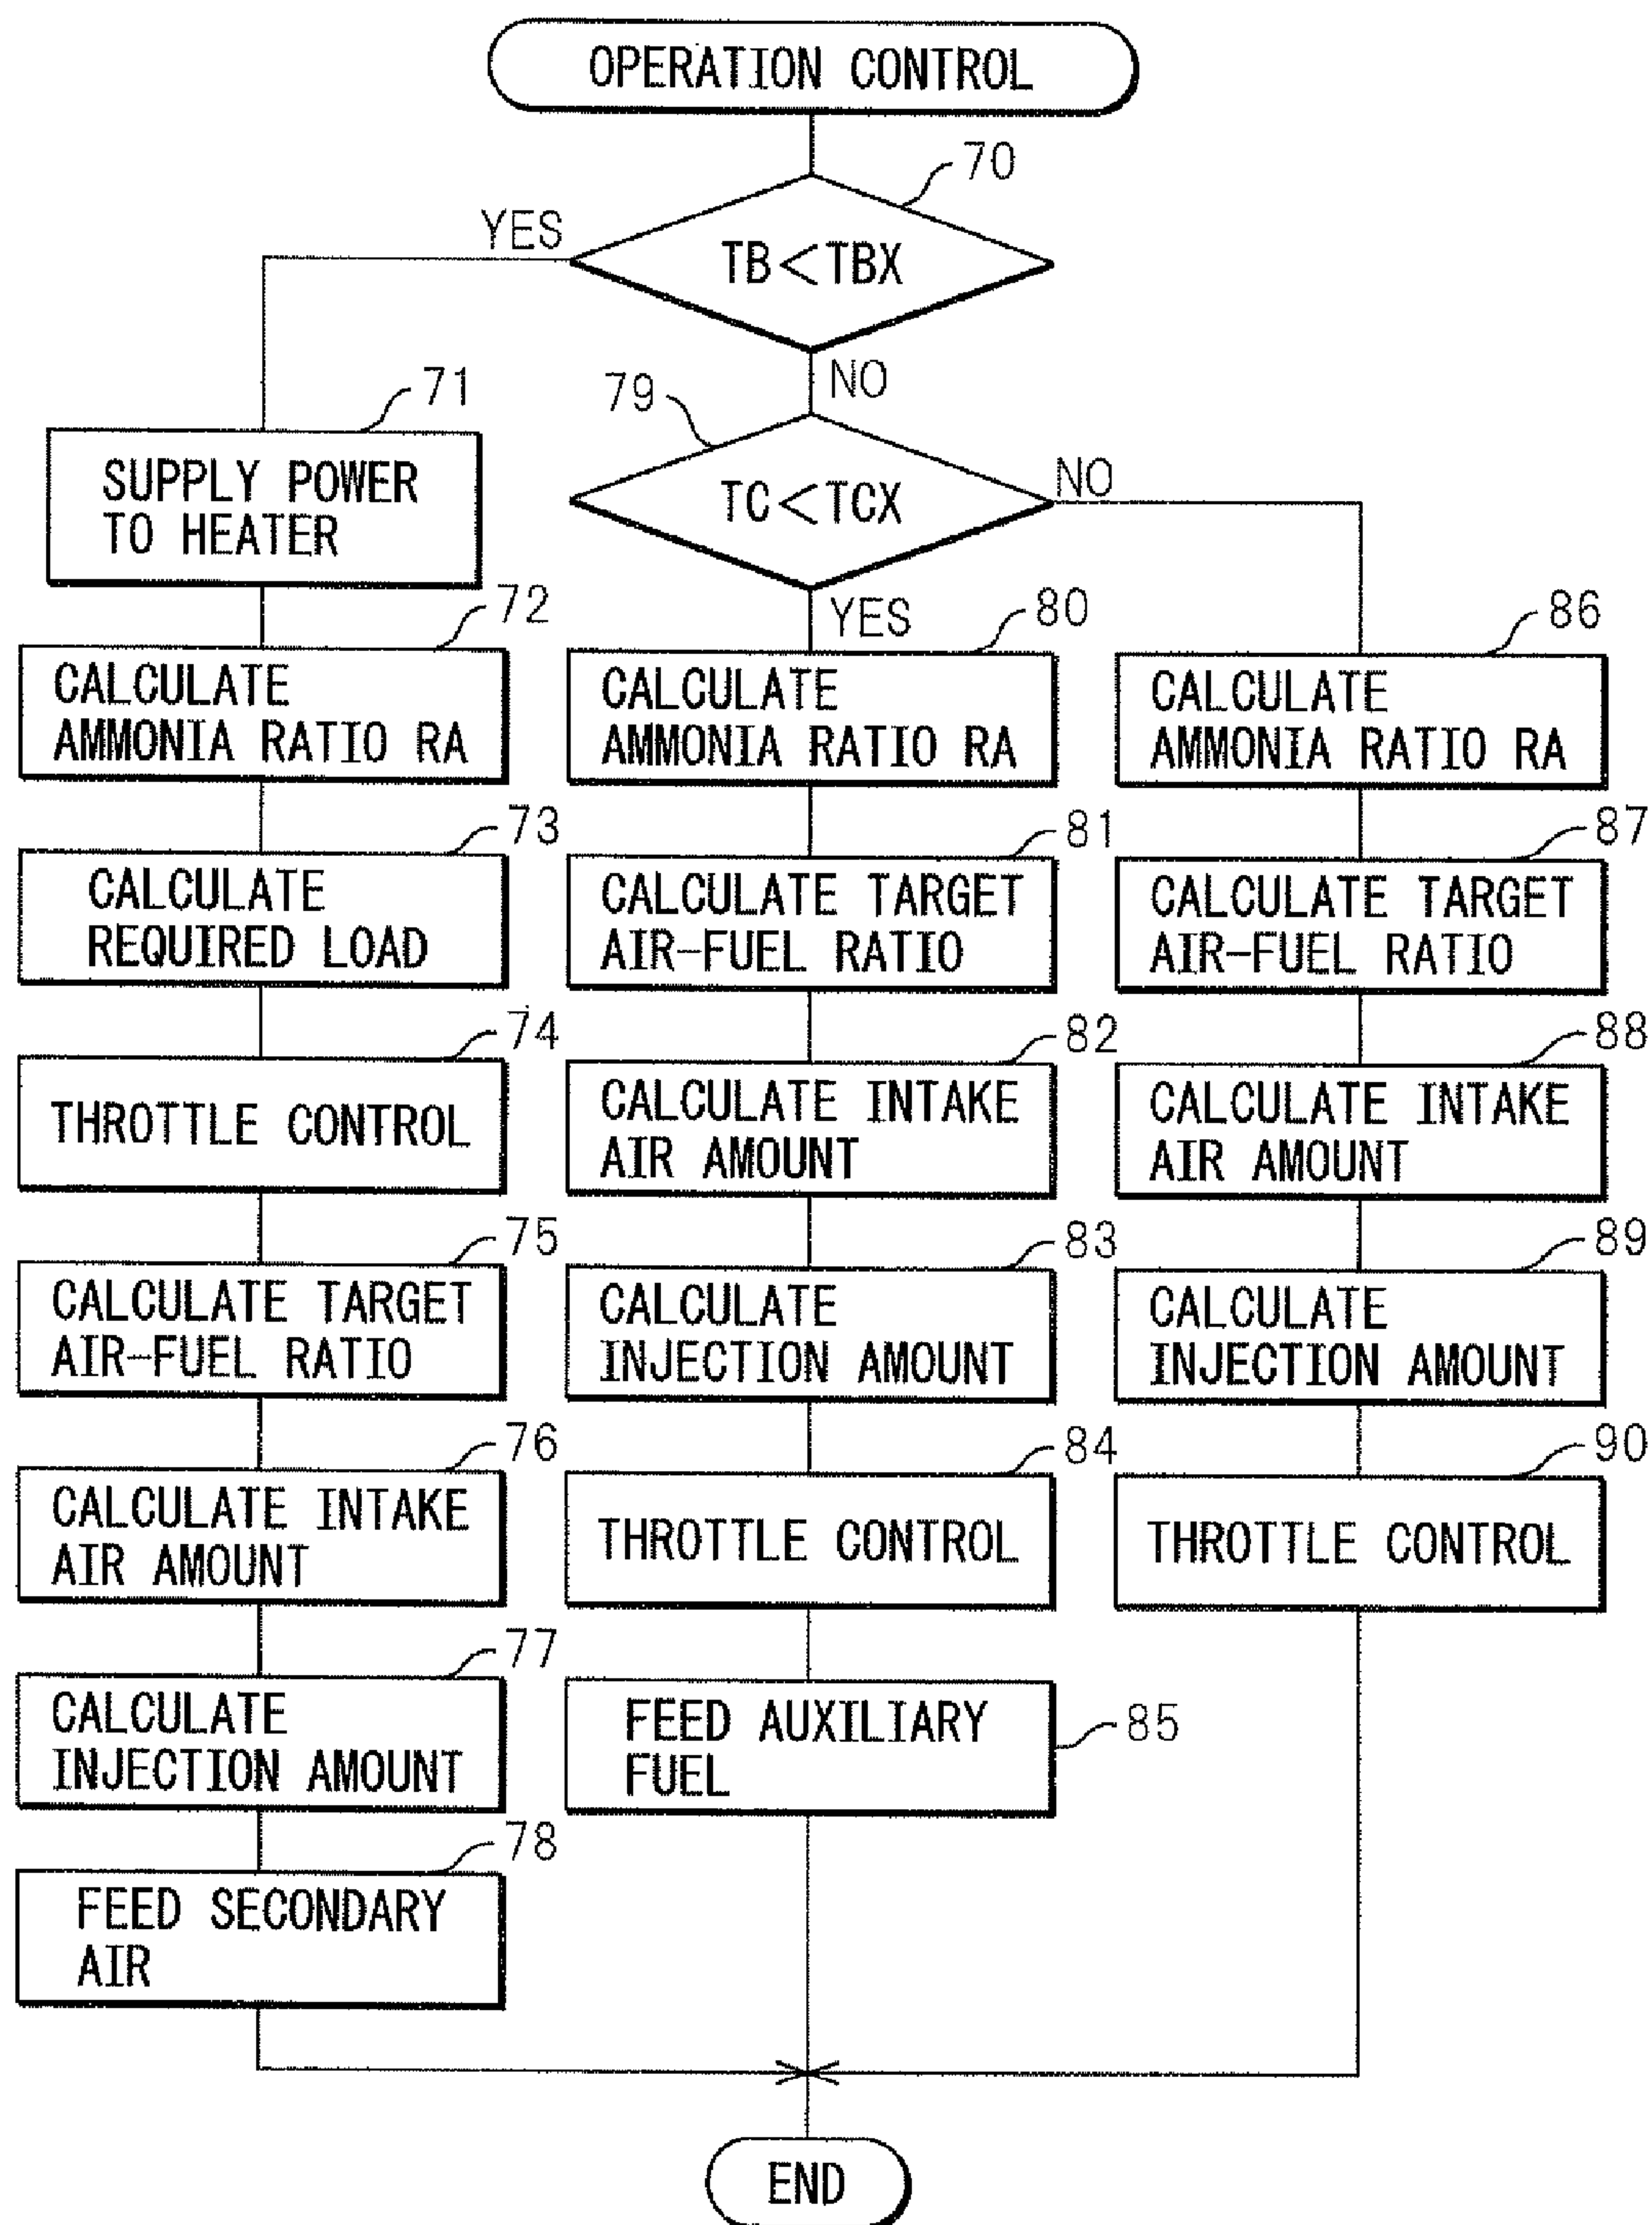 OPERATION CONTROL
70
TB<TBX
YES
NO
71
SUPPLY POWER
TO HEATER
72
CALCULATE
AMMONIA RATIO RA
73
CALCULATE
REQUIRED LOAD
74
THROTTLE CONTROL
75
CALCULATE TARGET
AIR-FUEL RATIO
76
CALCULATE INTAKE
AIR AMOUNT
77
CALCULATE
INJECTION AMOUNT
78
FEED SECONDARY
AIR
79
TC<TCX
NO
YES
80
CALCULATE
AMMONIA RATIO RA
81
CALCULATE TARGET
AIR-FUEL RATIO
82
CALCULATE INTAKE
AIR AMOUNT
83
CALCULATE
INJECTION AMOUNT
84
THROTTLE CONTROL
85
FEED AUXILIARY
FUEL
86
CALCULATE
AMMONIA RATIO RA
87
CALCULATE TARGET
AIR-FUEL RATIO
88
CALCULATE INTAKE
AIR AMOUNT
89
CALCULATE
INJECTION AMOUNT
90
THROTTLE CONTROL
END